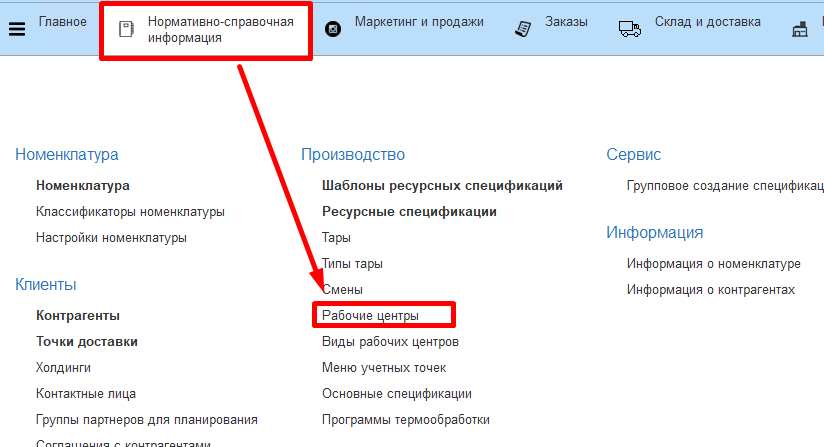 Главное
Нормативно-справочная
информация
Маркетинг и продажи
Заказы
Склад и доставка
Номенклатура
Номенклатура
Классификаторы номенклатуры
Настройки номенклатуры
Клиенты
Контрагенты
Точки доставки
Холдинги
Контактные лица
Группы партнеров для планирования
Соглашения с контрагентами
Производство
Шаблоны ресурсных спецификаций
Ресурсные спецификации
Тары
Типы тары
Смены
Рабочие центры
Виды рабочих центров
Меню учетных точек
Основные спецификации
Программы термообработки
Сервис
Групповое создание специфика
Информация
Информация о номенклатуре
Информация о контрагентах